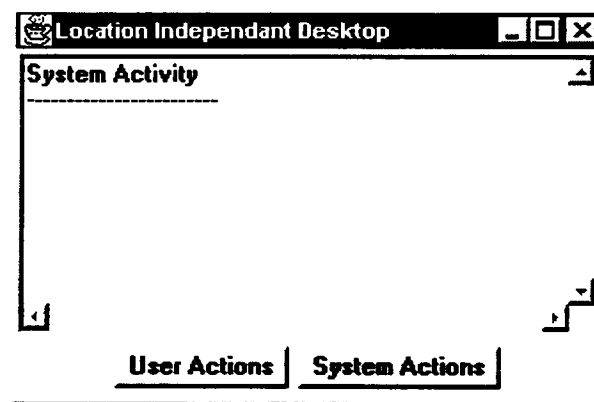 Location Independant Desktop
System Activity
------------------------
User Actions System Actions